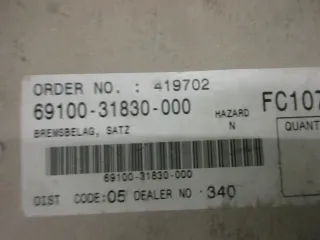 ORDER NO. : 419702
69100-31830-000
HAZARD
N
FC107
BREMSBELAG, SATZ
QUANT
69100-31830-000
DIST CODE:05 DEALER NO 340